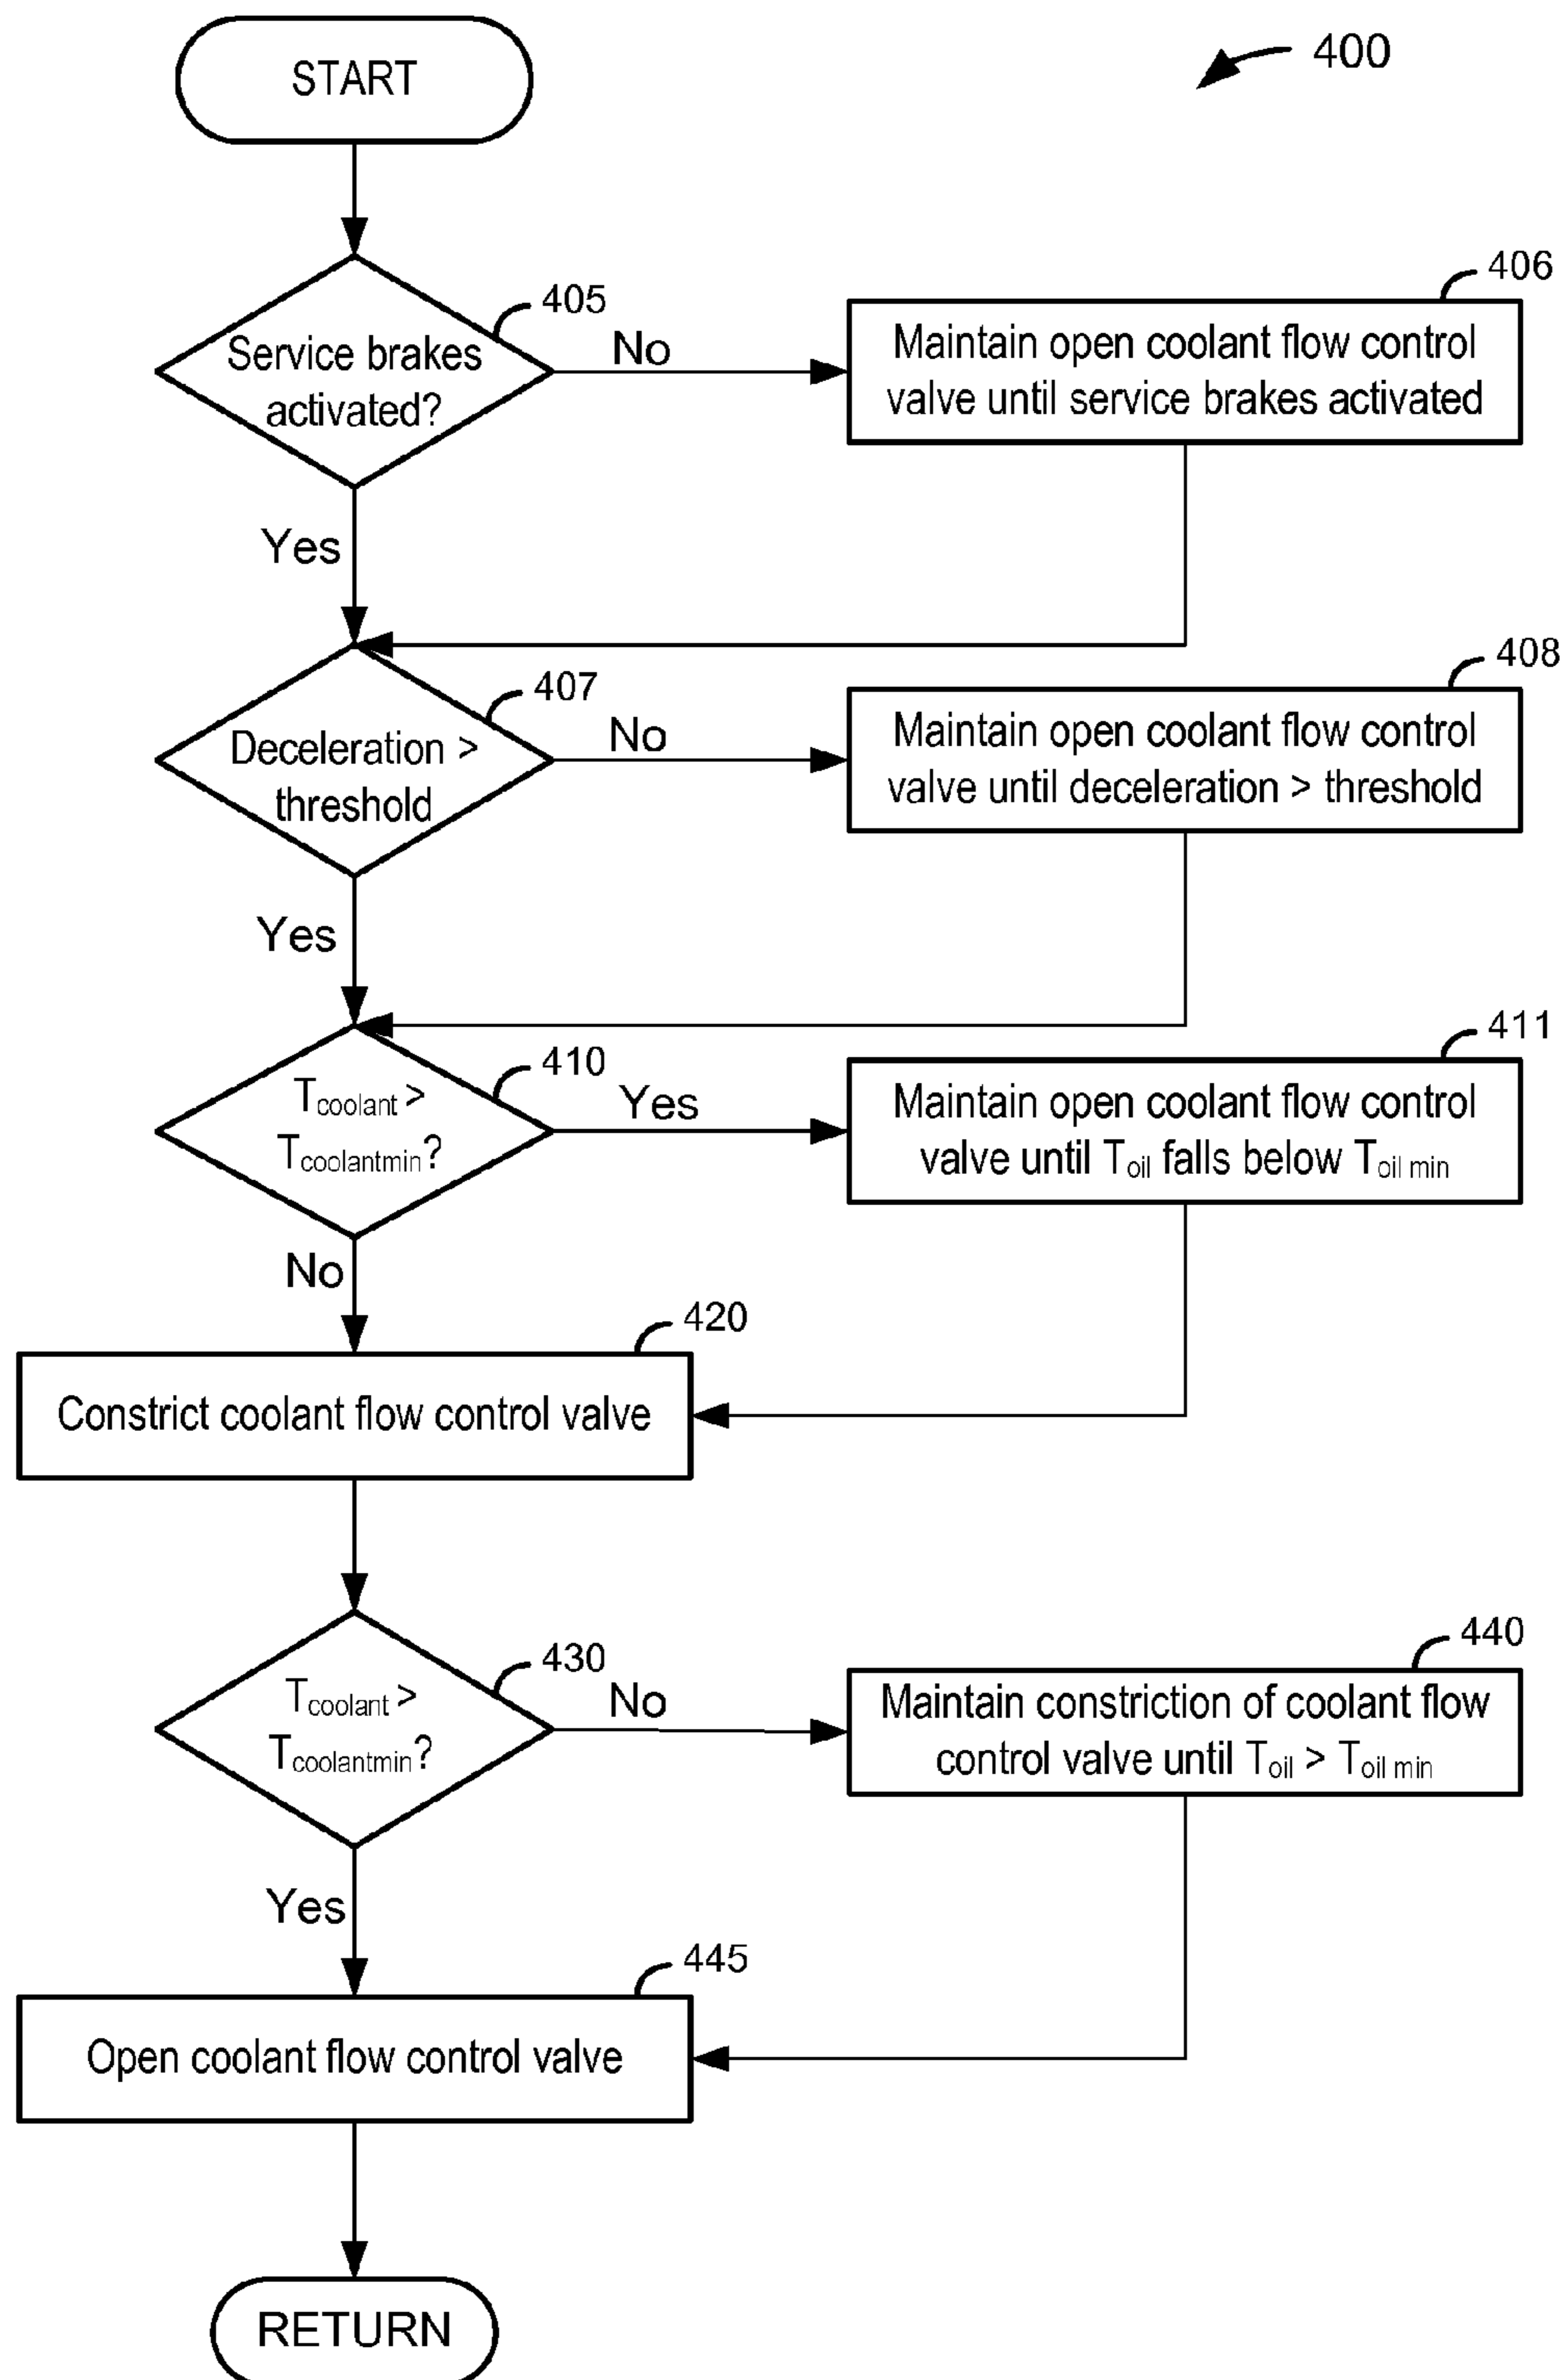 START
400
405
Service brakes
activated?
No
406
Maintain open coolant flow control
valve until service brakes activated
Yes
407
Deceleration >
threshold
No
408
Maintain open coolant flow control
valve until deceleration > threshold
Yes
410
Tcoolant >
Tcoolantmin?
Yes
411
Maintain open coolant flow control
valve until Toil falls below Toil min
No
420
Constrict coolant flow control valve
430
Tcoolant >
Tcoolantmin?
No
440
Maintain constriction of coolant flow
control valve until Toil > Toil min
Yes
445
Open coolant flow control valve
RETURN